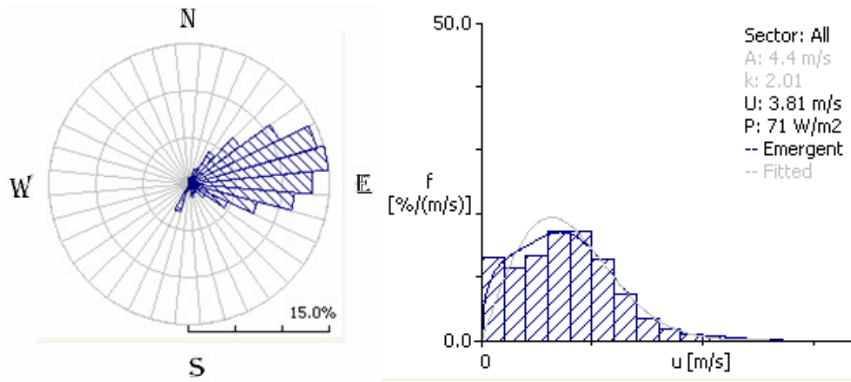 N
W
E
S
15.0%
50.0
f
[%/(m/s)]
0.0
0
u [m/s]
Sector: All
A: 4.4 m/s
k: 2.01
U: 3.81 m/s
P: 71 W/m2
-- Emergent
-- Fitted